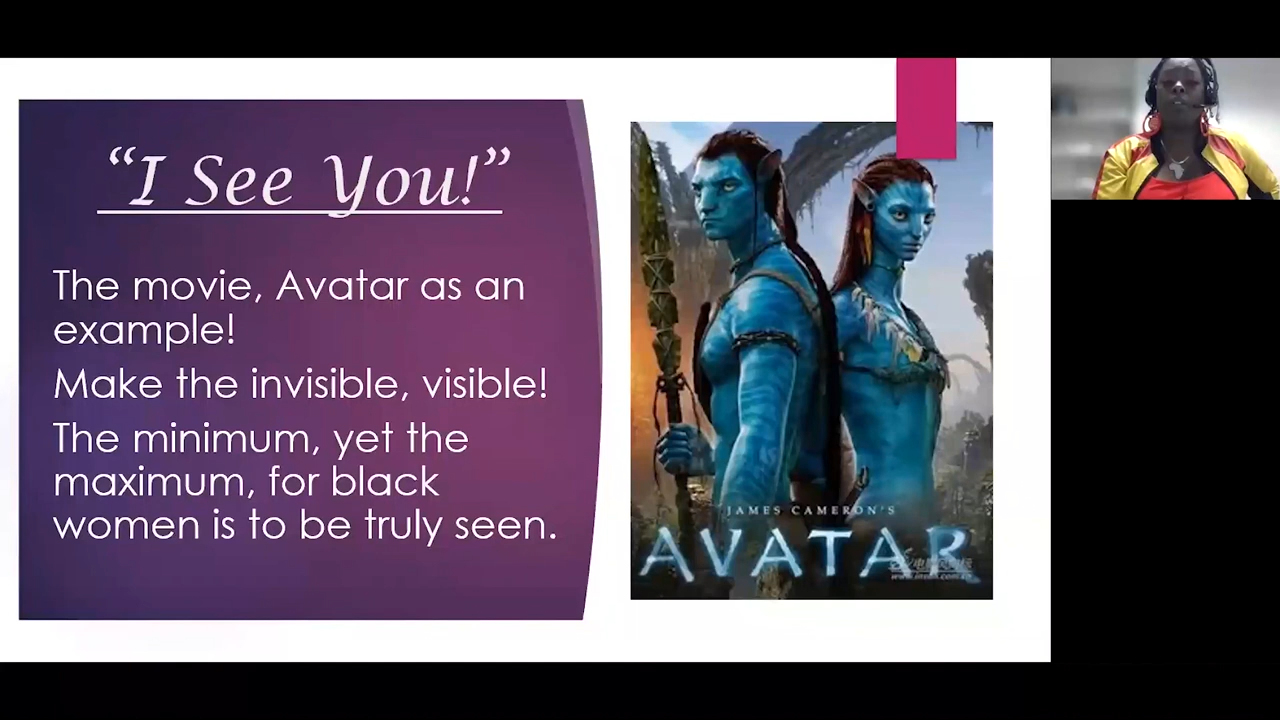 “I See You!”
The movie, Avatar as an
example!
Make the invisible, visible!
The minimum, yet the
maximum, for black
women is to be truly seen.
JAMES CAMERON'S
AVATAR